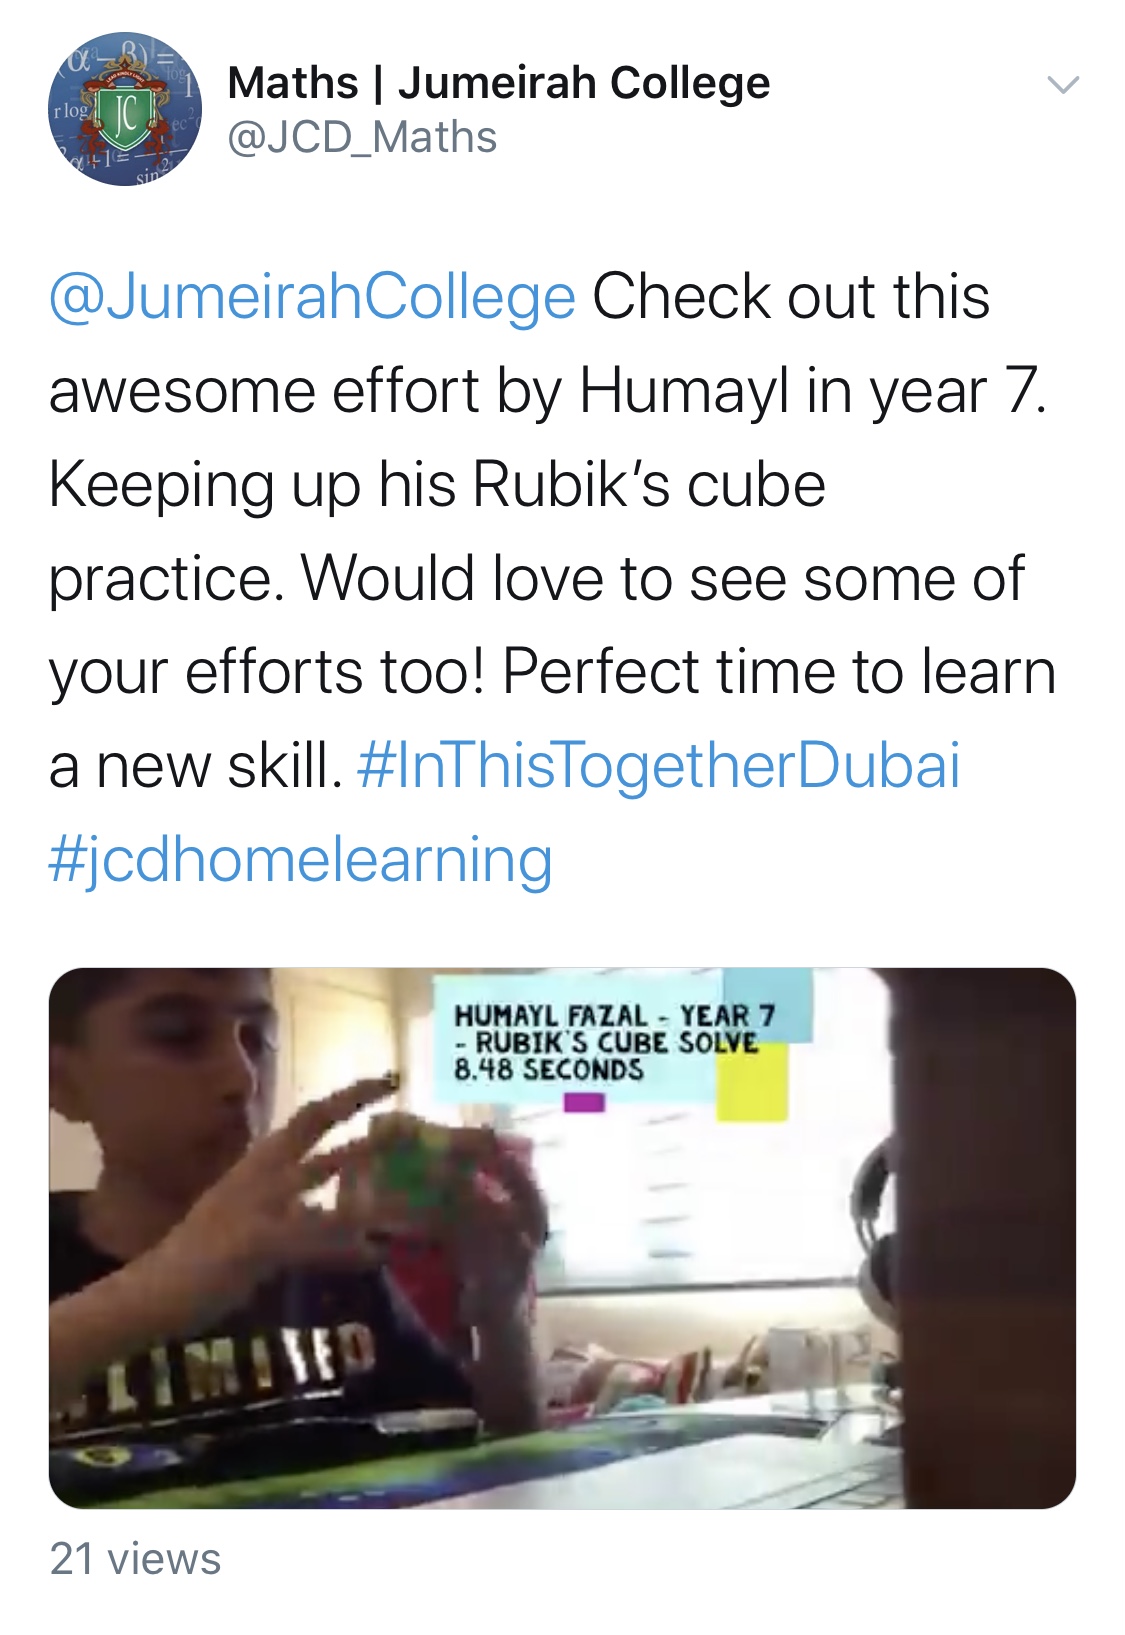 Maths | Jumeirah College
@JCD_Maths
@JumeirahCollege Check out this
awesome effort by Humayl in year 7.
Keeping up his Rubik’s cube
practice. Would love to see some of
your efforts too! Perfect time to learn
a new skill. #InThisTogetherDubai
#jcdhomelearning
HUMAYL FAZAL - YEAR 7
- RUBIK'S CUBE SOLVE
8.48 SECONDS
LIMITED
21 views
JC